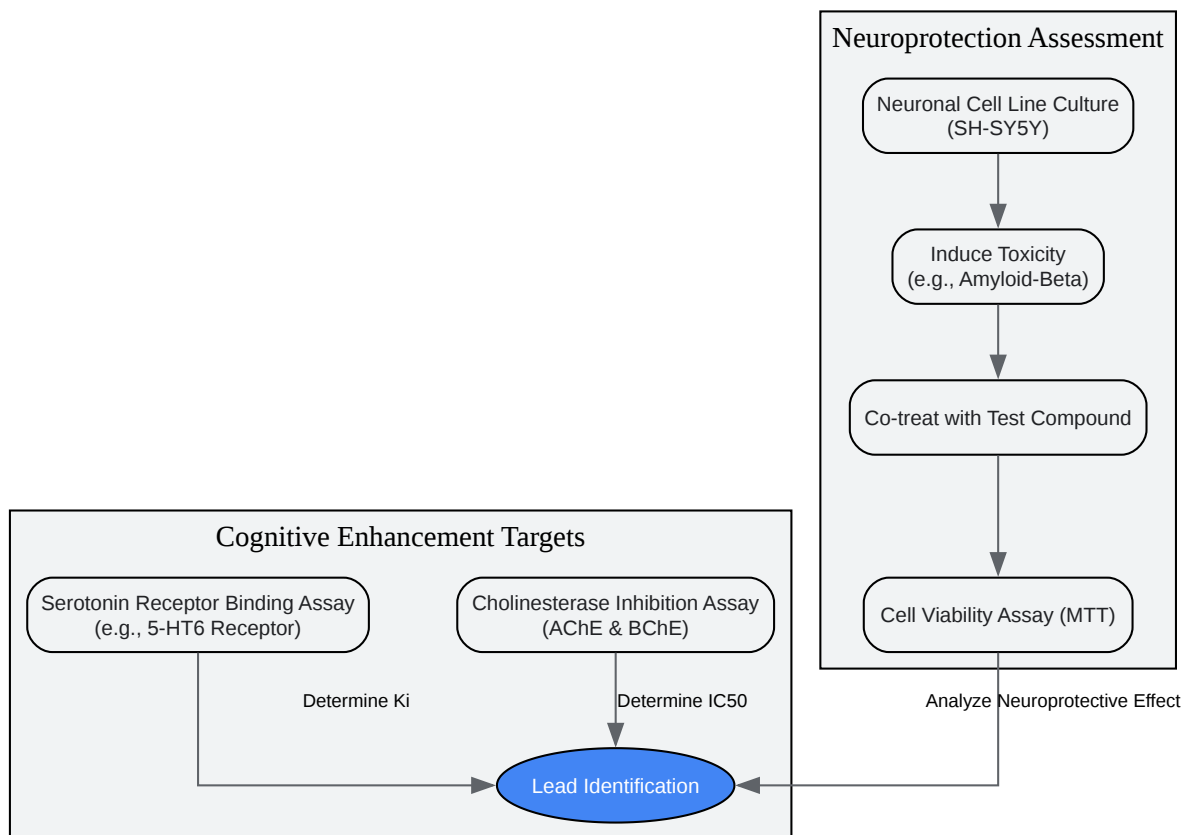 Neuroprotection Assessment
Neuronal Cell Line Culture
(SH-SY5Y)
Induce Toxicity
(e.g., Amyloid-Beta)
Co-treat with Test Compound
Cell Viability Assay (MTT)
Analyze Neuroprotective Effect
Cognitive Enhancement Targets
Serotonin Receptor Binding Assay
(e.g., 5-HT6 Receptor)
Cholinesterase Inhibition Assay
(AChE & BChE)
Determine Ki
Determine IC50
Lead Identification